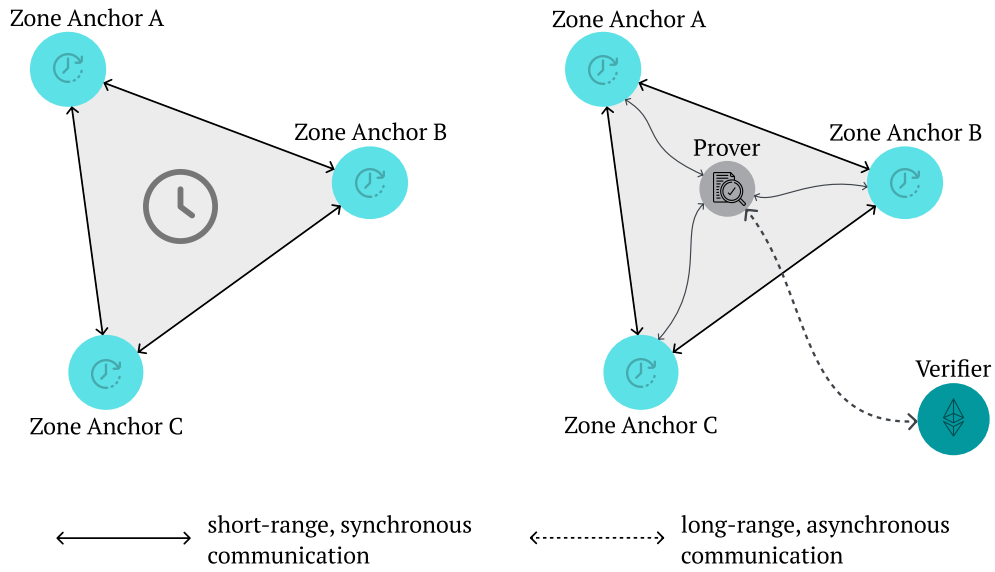 Zone Anchor A
Zone Anchor B
Zone Anchor C
Zone Anchor A
Zone Anchor B
Prover
Zone Anchor C
Verifier
short-range, synchronous
communication
long-range, asynchronous
communication